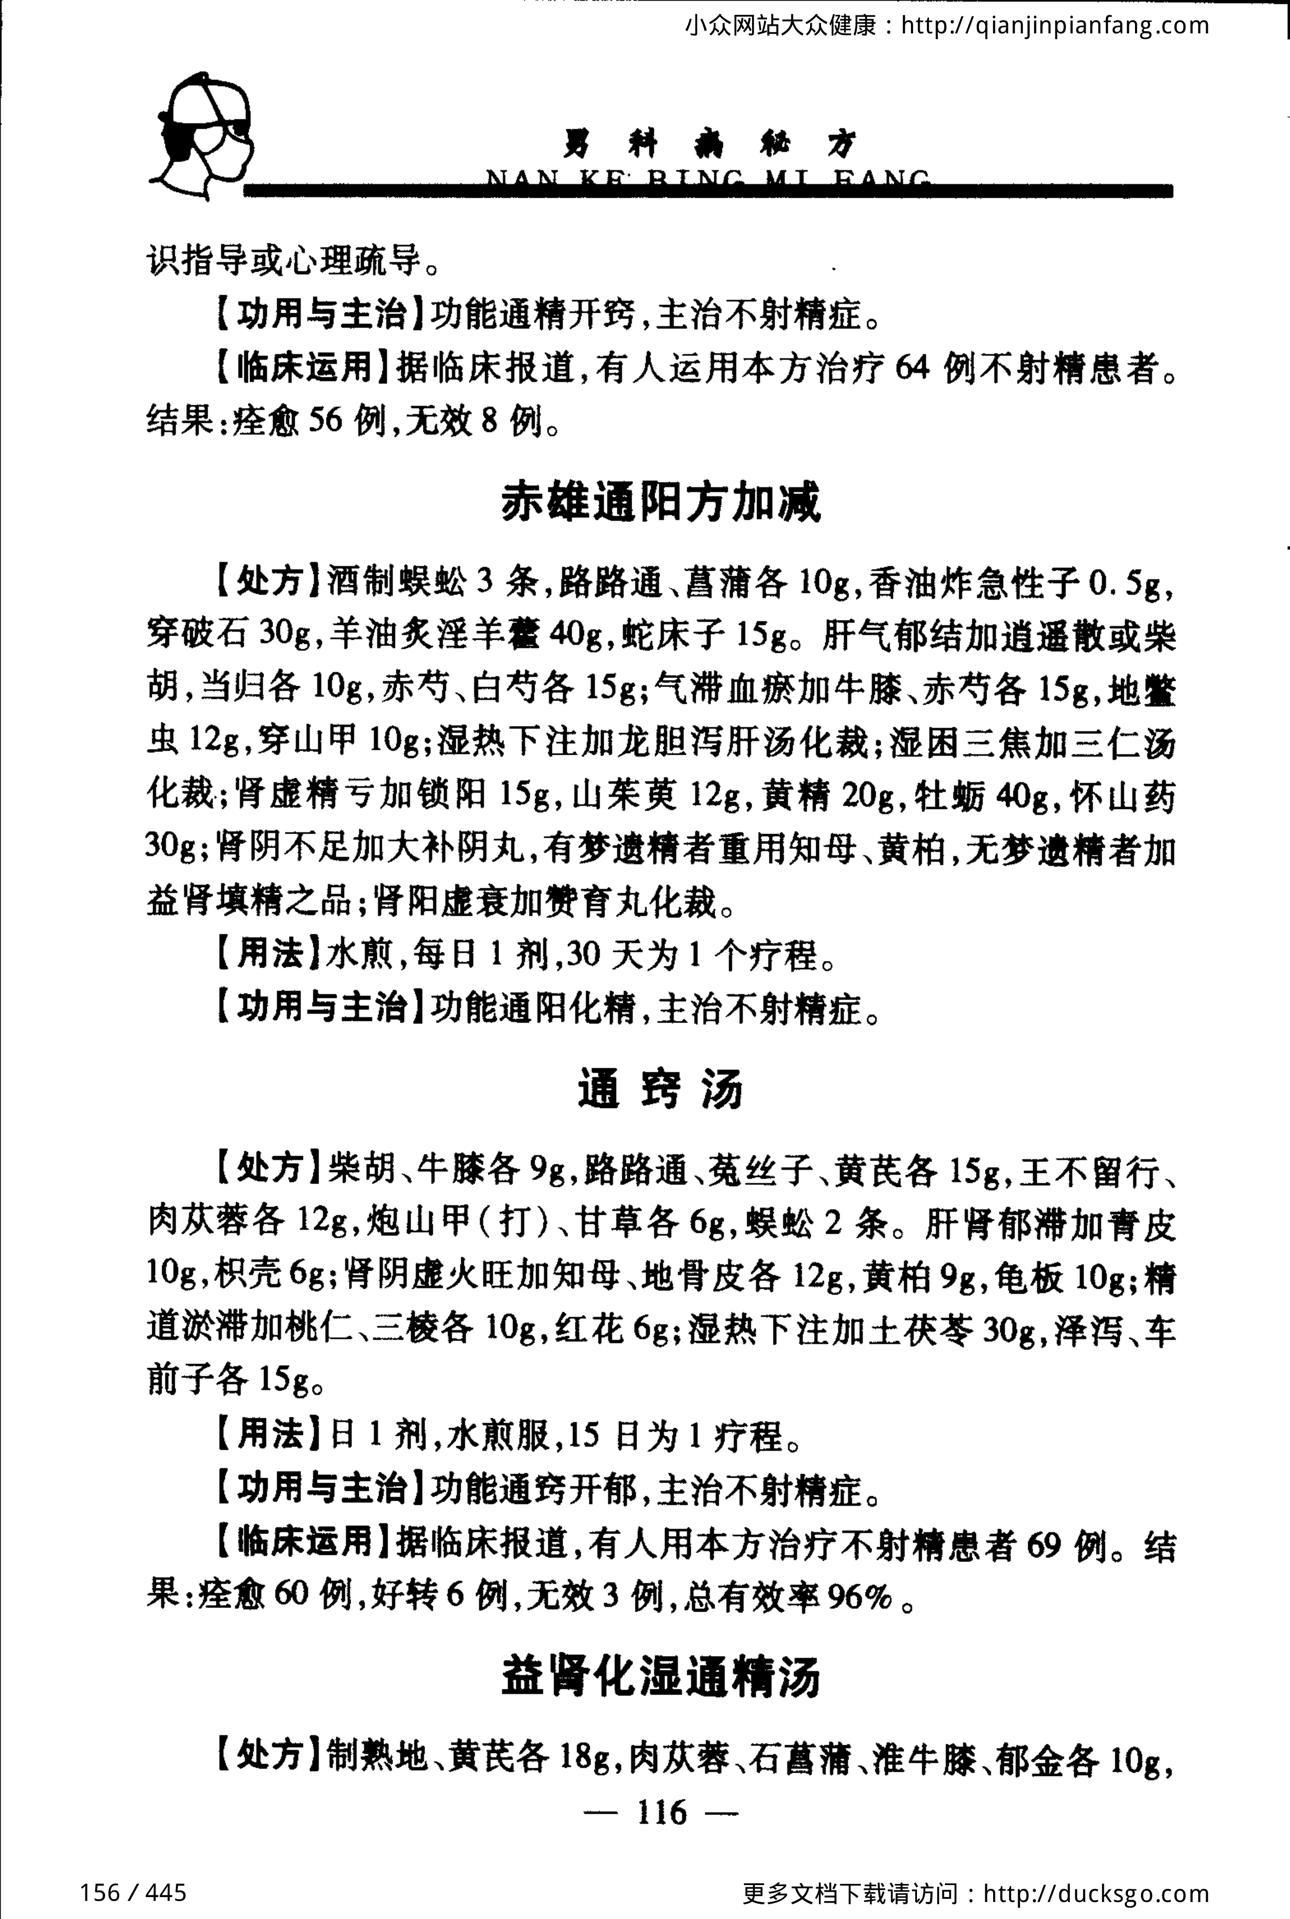 小众网站大众健康：http://qianjinpianfang.com
男科病秘方
NAN KE BING MI FANG
识指导或心理疏导。
【功用与主治】功能通精开窍,主治不射精症。
【临床运用】据临床报道,有人运用本方治疗 64 例不射精患者。
结果:痊愈 56 例,无效 8 例。
赤雄通阳方加减
【处方】酒制蜈蚣 3 条,路路通、菖蒲各 10g,香油炸急性子 0.5g,
穿破石 30g,羊油炙淫羊藿 40g,蛇床子 15g。肝气郁结加逍遥散或柴
胡,当归各 10g,赤芍、白芍各 15g;气滞血瘀加牛膝、赤芍各 15g,地鳖
虫 12g,穿山甲 10g;湿热下注加龙胆泻肝汤化裁;湿困三焦加三仁汤
化裁;肾虚精亏加锁阳 15g,山茱萸 12g,黄精 20g,牡蛎 40g,怀山药
30g;肾阴不足加大补阴丸,有梦遗精者重用知母、黄柏,无梦遗精者加
益肾填精之品;肾阳虚衰加赞育丸化裁。
【用法】水煎,每日 1 剂,30 天为 1 个疗程。
【功用与主治】功能通阳化精,主治不射精症。
通窍汤
【处方】柴胡、牛膝各 9g,路路通、菟丝子、黄芪各 15g,王不留行、
肉苁蓉各 12g,炮山甲(打)、甘草各 6g,蜈蚣 2 条。肝肾郁滞加青皮
10g,枳壳 6g;肾阴虚火旺加知母、地骨皮各 12g,黄柏 9g,龟板 10g;精
道淤滞加桃仁、三棱各 10g,红花 6g;湿热下注加土茯苓 30g,泽泻、车
前子各 15g。
【用法】日 1 剂,水煎服,15 日为 1 疗程。
【功用与主治】功能通窍开郁,主治不射精症。
【临床运用】据临床报道,有人用本方治疗不射精患者 69 例。结
果:痊愈 60 例,好转 6 例,无效 3 例,总有效率 96%。
益肾化湿通精汤
【处方】制熟地、黄芪各 18g,肉苁蓉、石菖蒲、淮牛膝、郁金各 10g,
— 116 —
156 / 445
更多文档下载请访问：http://ducksgo.com